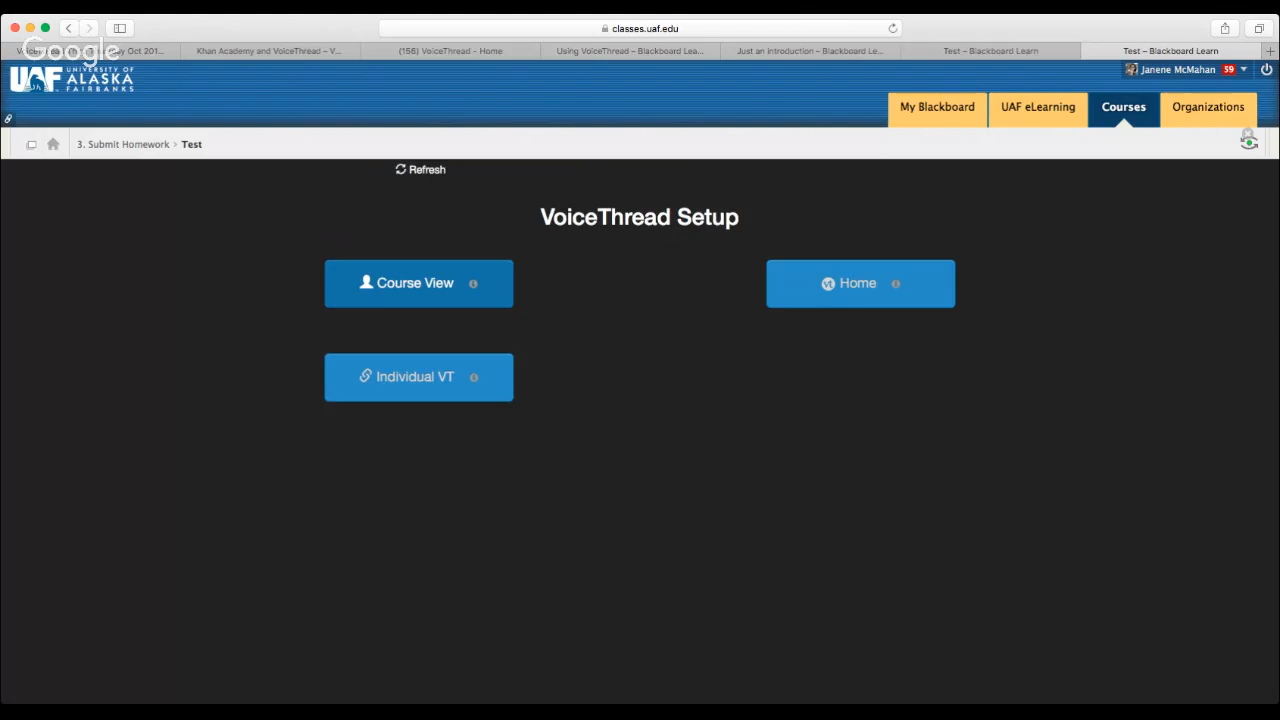 classes.uaf.edu
Khan Academy and VoiceThread – V...
(156) VoiceThread - Home
Using VoiceThread – Blackboard Lea...
Just an introduction – Blackboard Le...
Test – Blackboard Learn
Test – Blackboard Learn
Google
UAF UNIVERSITY OF
ALASKA
FAIRBANKS
Janene McMahan 59
My Blackboard
UAF eLearning
Courses
Organizations
3. Submit Homework > Test
Refresh
VoiceThread Setup
Course View
Home
Individual VT